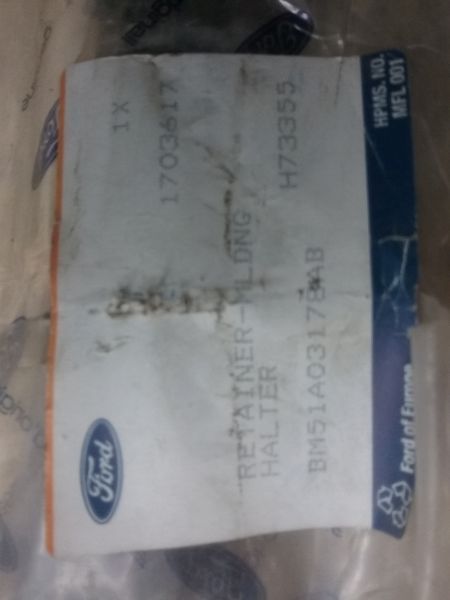 Ford
1X
1703617
RETAINER-MLDNG
HALTER
H73355
BM51A03178AB
Ford of Europe
HPMS. NO.
MFL 001